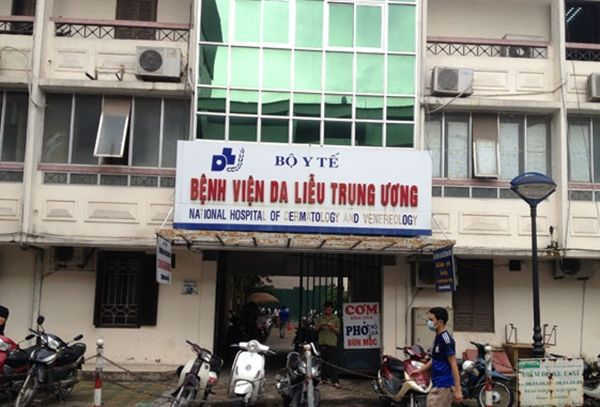 BỘ Y TẾ
BỆNH VIỆN DA LIỄU TRUNG ƯƠNG
NATIONAL HOSPITAL OF DERMATOLOGY AND VENEREOLOGY
CƠM
PHỞ
BÚN MỌC